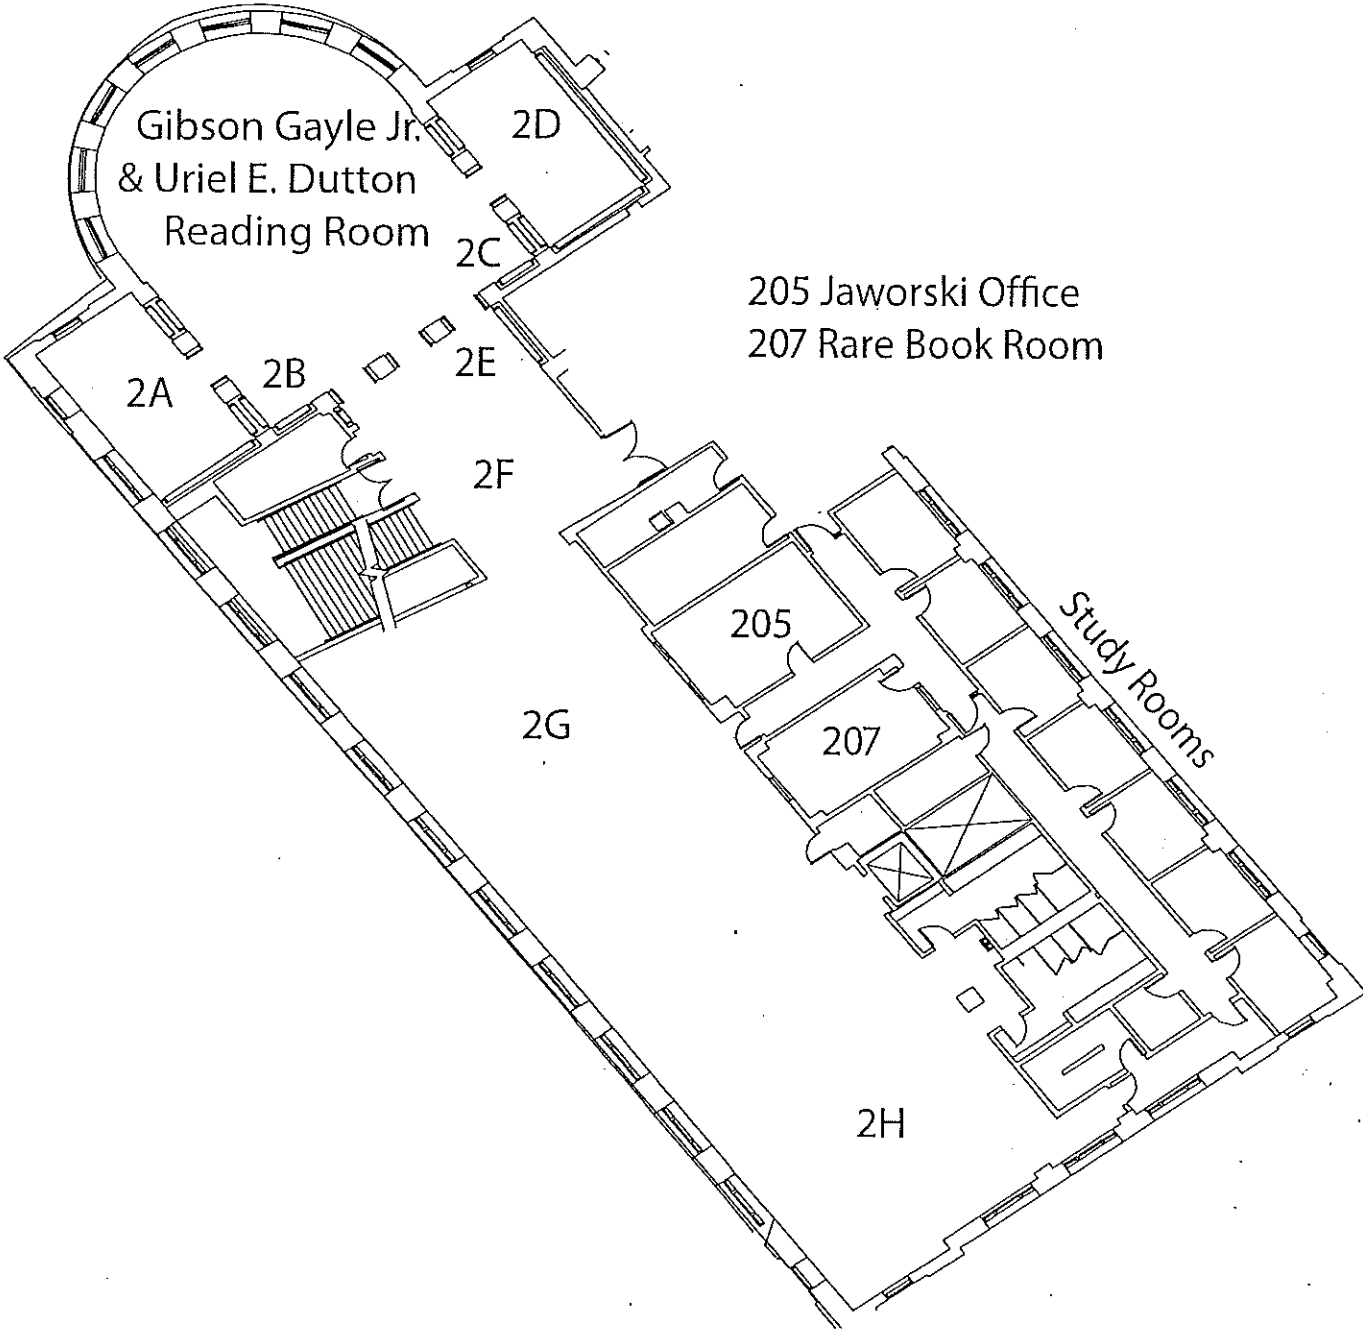 Gibson Gayle Jr.
& Uriel E. Dutton
Reading Room
2D
2C
205 Jaworski Office
207 Rare Book Room
2E
2B
2A
2F
205
Study Rooms
2G
207
2H